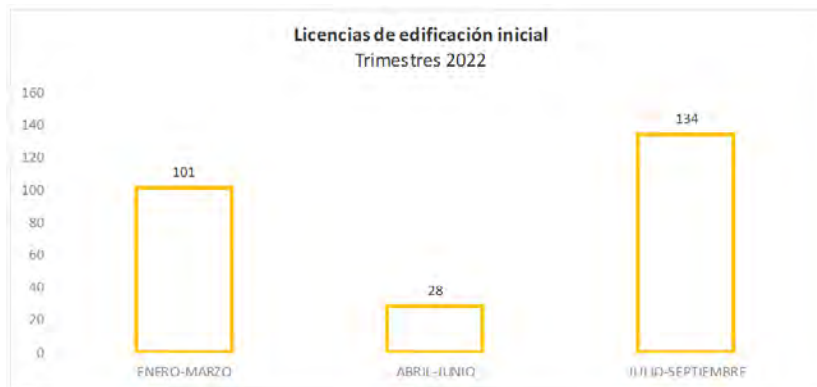 Licencias de edificación inicial
Trimestres 2022
160
140
120
100
80
60
40
20
0
101
28
134
ENERO-MARZO
ABRIL-JUNIO
JULIO-SEPTIEMBRE